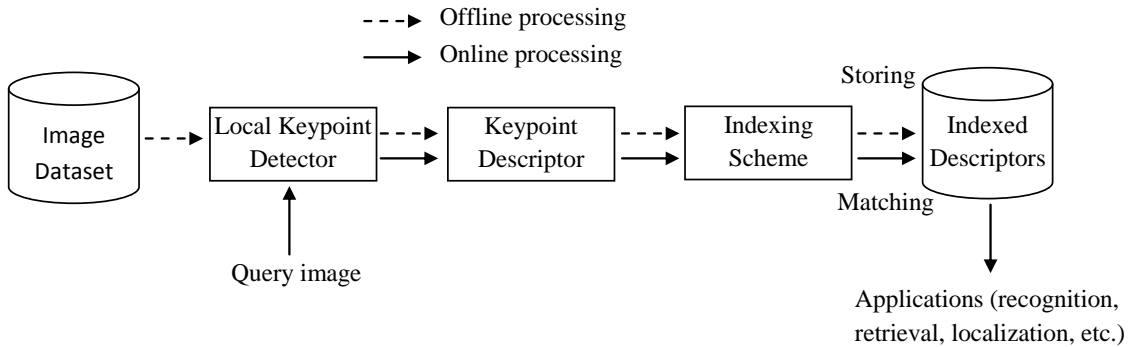 Offline processing
Online processing
Image
Dataset
Local Keypoint
Detector
Keypoint
Descriptor
Indexing
Scheme
Storing
Indexed
Descriptors
Matching
Query image
Applications (recognition,
retrieval, localization, etc.)